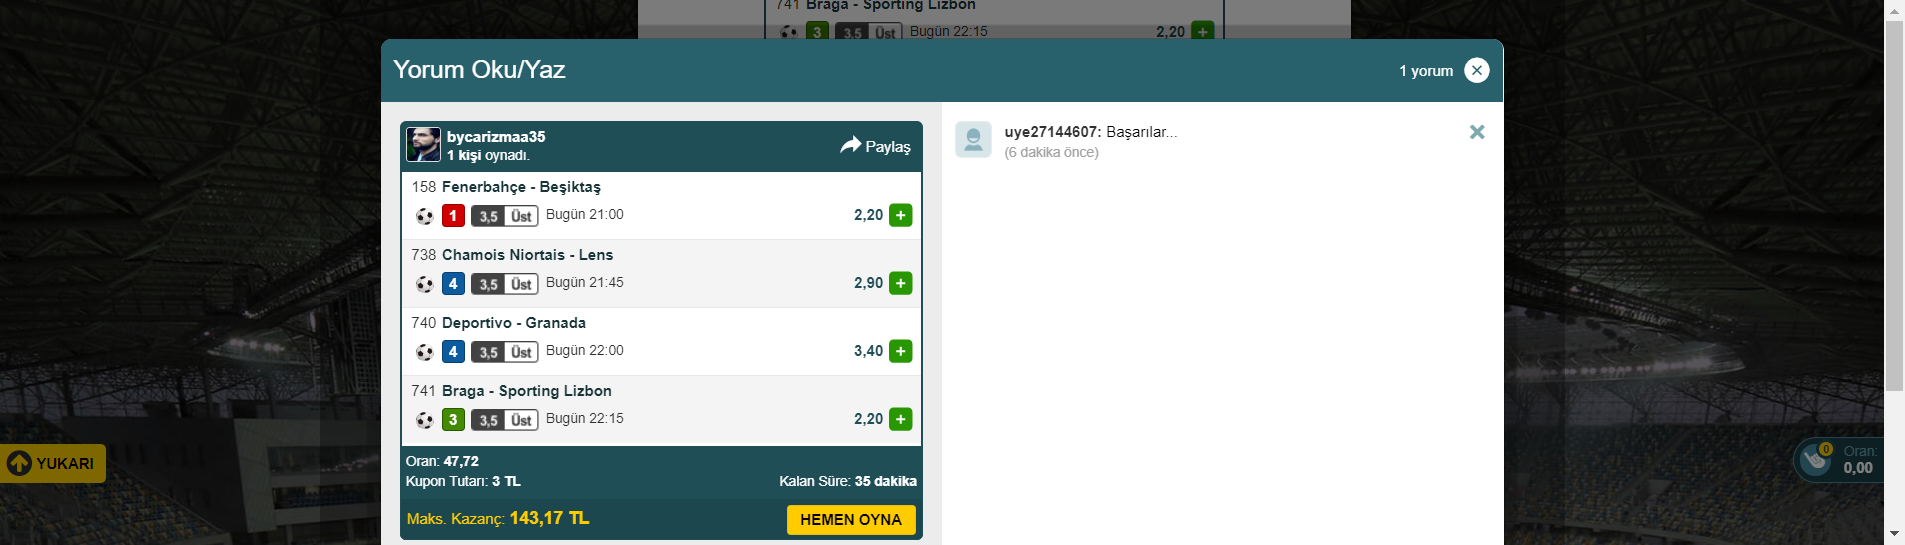 741 Braga - Sporting Lizbon
3 3,5 Üst Bugün 22:15 2,20 +
Yorum Oku/Yaz
1 yorum
bycarizmaa35
1 kişi oynadı.
Paylaş
158 Fenerbahçe - Beşiktaş
1 3,5 Üst Bugün 21:00 2,20 +
738 Chamois Niortais - Lens
4 3,5 Üst Bugün 21:45 2,90 +
740 Deportivo - Granada
4 3,5 Üst Bugün 22:00 3,40 +
741 Braga - Sporting Lizbon
3 3,5 Üst Bugün 22:15 2,20 +
Oran: 47,72
Kupon Tutarı: 3 TL
Kalan Süre: 35 dakika
Maks. Kazanç: 143,17 TL
HEMEN OYNA
uye27144607: Başarılar...
(6 dakika önce)
YUKARI
0
Oran:
0,00